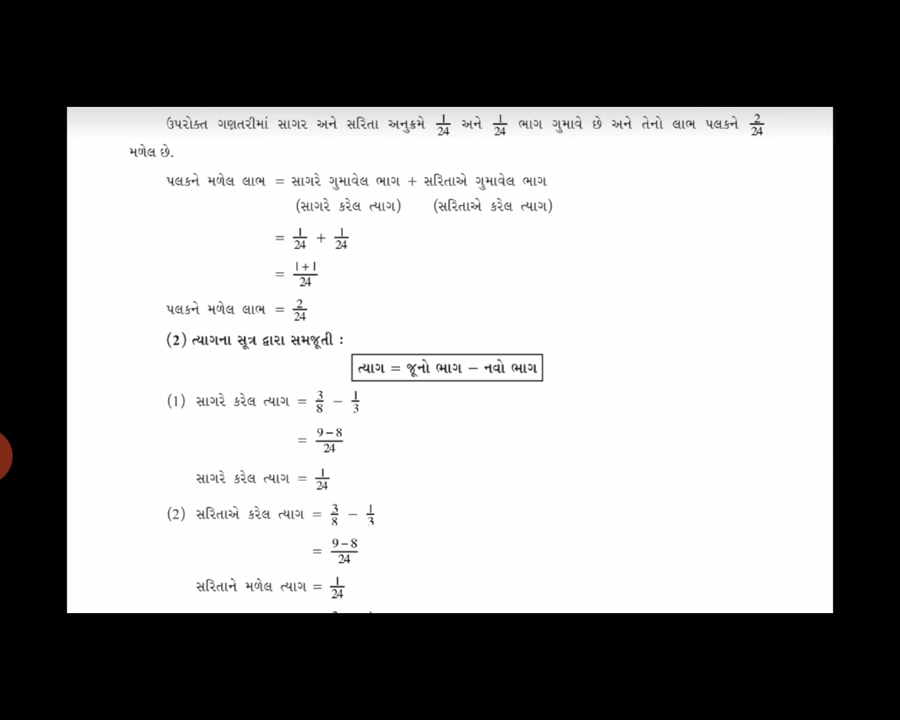 ઉપરોક્ત ગણતરીમાં સાગર અને સરિતા અનુક્રમે 1/24 અને 1/24 ભાગ ગુમાવે છે અને તેનો લાભ પલકને 2/24
મળેલ છે.
પલકને મળેલ લાભ = સાગરે ગુમાવેલ ભાગ + સરિતાએ ગુમાવેલ ભાગ
(સાગરે કરેલ ત્યાગ) (સરિતાએ કરેલ ત્યાગ)
= 1/24 + 1/24
= 1+1/24
પલકને મળેલ લાભ = 2/24
(2) ત્યાગના સૂત્ર દ્વારા સમજૂતી :
ત્યાગ = જૂનો ભાગ – નવો ભાગ
(1) સાગરે કરેલ ત્યાગ = 3/8 – 1/3
= 9–8/24
સાગરે કરેલ ત્યાગ = 1/24
(2) સરિતાએ કરેલ ત્યાગ = 3/8 – 1/3
= 9–8/24
સરિતાને મળેલ ત્યાગ = 1/24